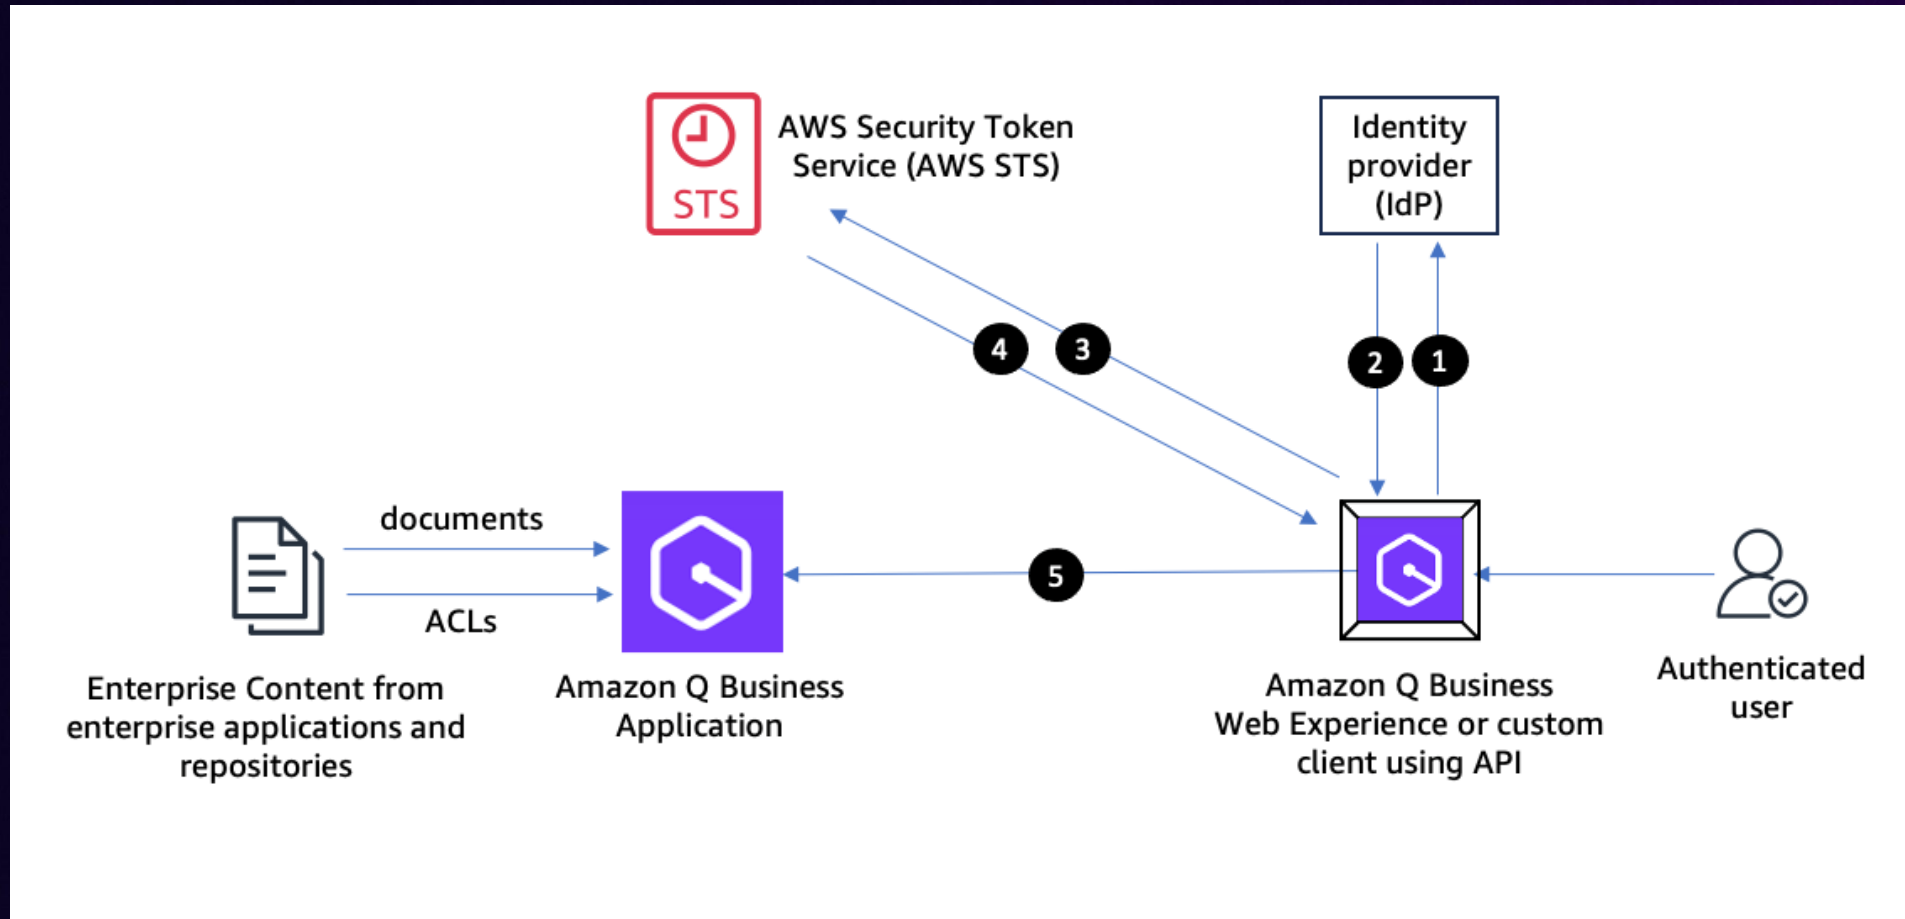 STS
AWS Security Token
Service (AWS STS)
Identity
provider
(IdP)
4
3
2
1
documents
ACLs
5
Enterprise Content from
enterprise applications and
repositories
Amazon Q Business
Application
Amazon Q Business
Web Experience or custom
client using API
Authenticated
user